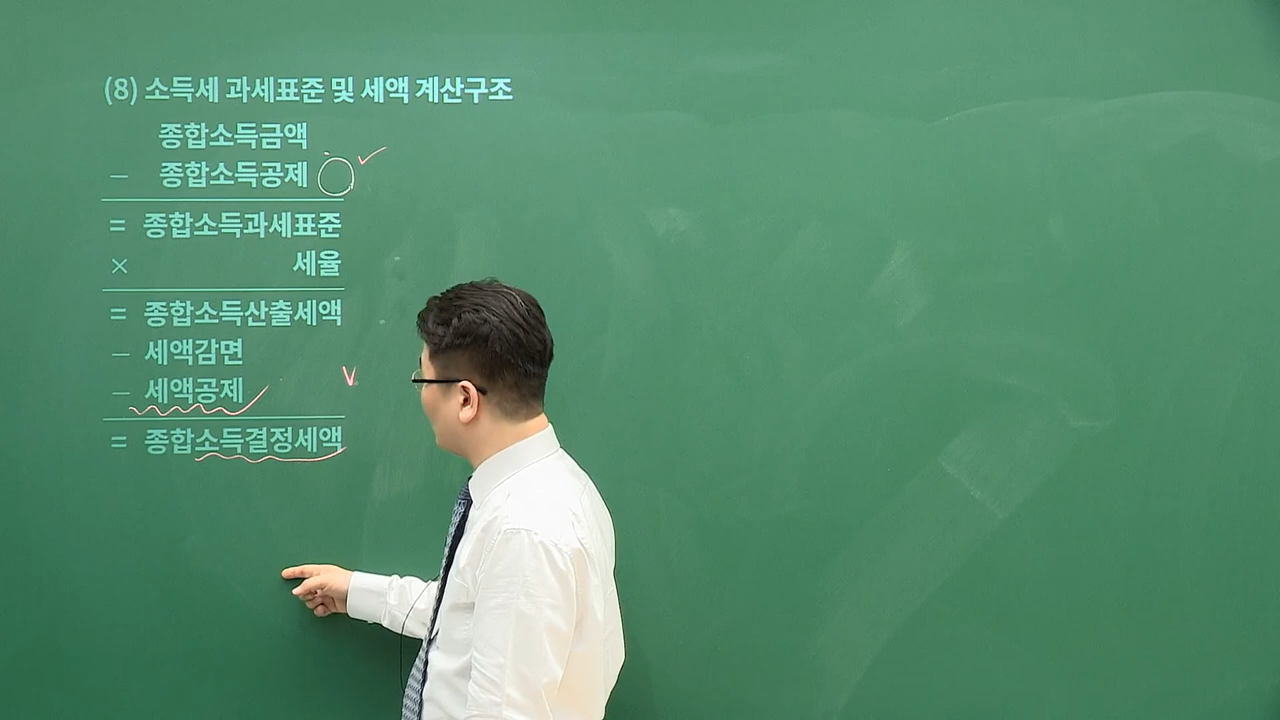 (8) 소득세 과세표준 및 세액 계산구조
종합소득금액
– 종합소득공제
= 종합소득과세표준
× 세율
= 종합소득산출세액
– 세액감면
– 세액공제
= 종합소득결정세액